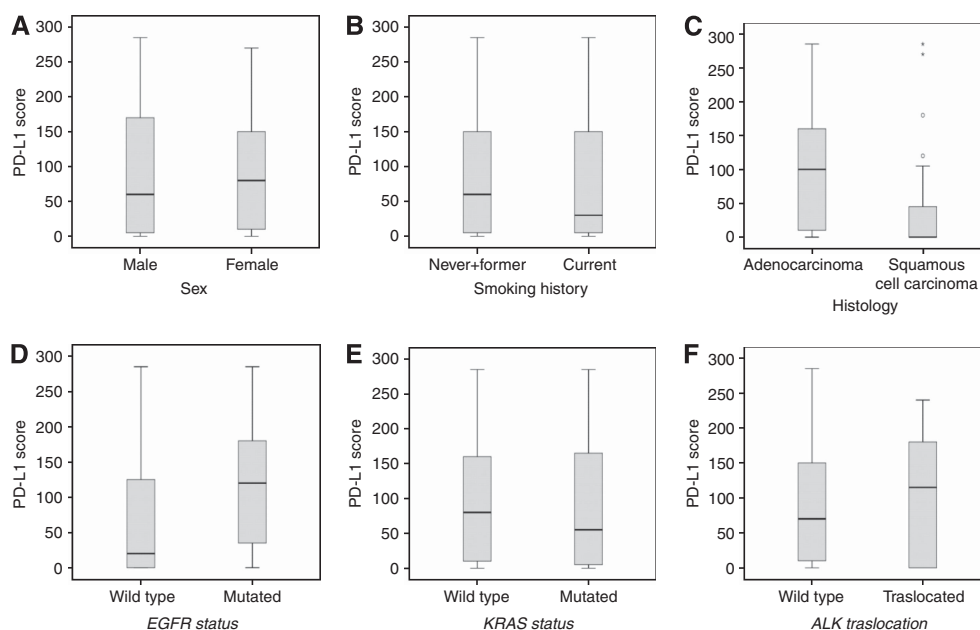 A
PD-L1 score
300
250
200
150
100
50
0
Male
Female
Sex
B
PD-L1 score
300
250
200
150
100
50
0
Never+former
Current
Smoking history
C
PD-L1 score
300
250
200
150
100
50
0
Adenocarcinoma
Squamous
cell carcinoma
Histology
D
PD-L1 score
300
250
200
150
100
50
0
Wild type
Mutated
EGFR status
E
PD-L1 score
300
250
200
150
100
50
0
Wild type
Mutated
KRAS status
F
PD-L1 score
300
250
200
150
100
50
0
Wild type
Traslocated
ALK traslocation